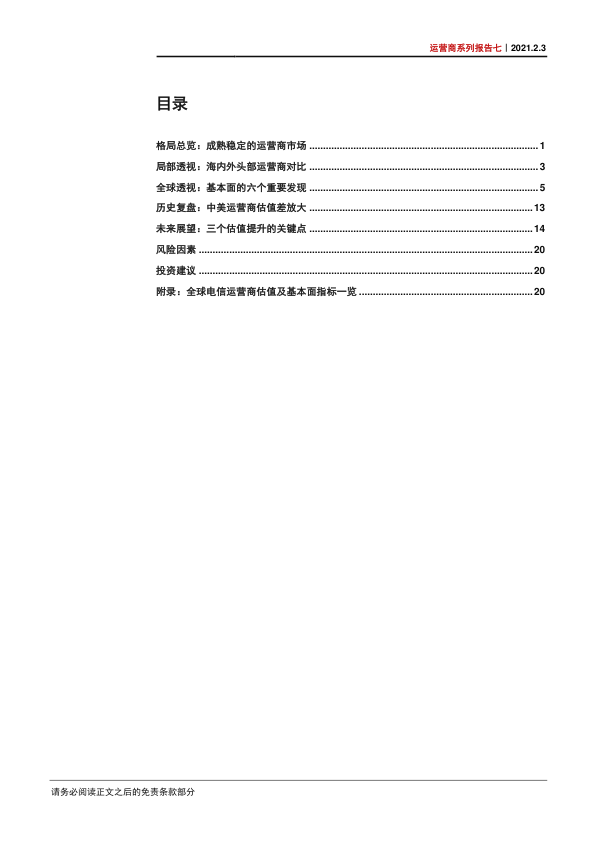 运营商系列报告七｜2021.2.3
目录
格局总览：成熟稳定的运营商市场 ................................................................................... 1
局部透视：海内外头部运营商对比 ................................................................................... 3
全球透视：基本面的六个重要发现 ................................................................................... 5
历史复盘：中美运营商估值差放大 ................................................................................. 13
未来展望：三个估值提升的关键点 ................................................................................. 14
风险因素 ......................................................................................................................... 20
投资建议 ......................................................................................................................... 20
附录：全球电信运营商估值及基本面指标一览 ............................................................... 20
请务必阅读正文之后的免责条款部分